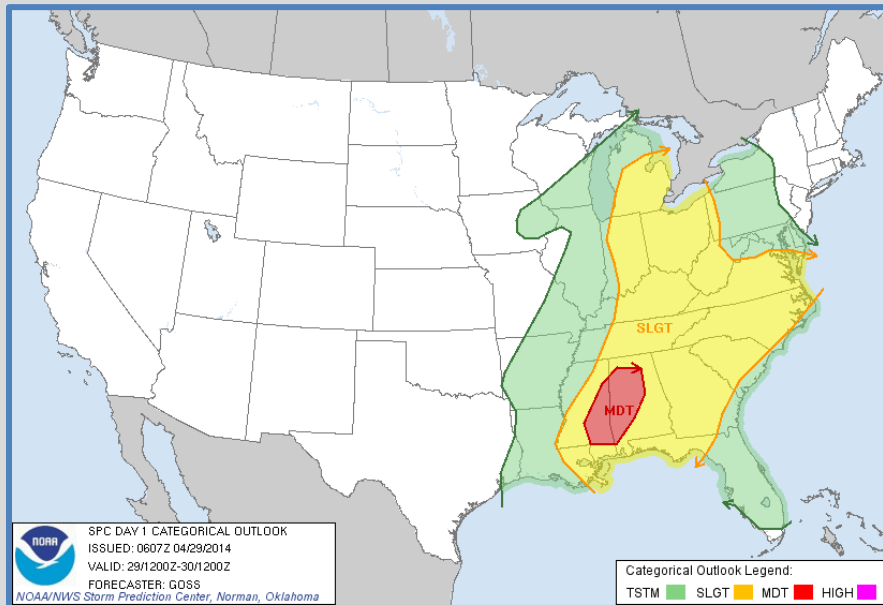 SLGT
MDT
NOAA
SPC DAY 1 CATEGORICAL OUTLOOK
ISSUED: 0607Z 04/29/2014
VALID: 29/1200Z-30/1200Z
FORECASTER: GOSS
NOAA/NWS Storm Prediction Center, Norman, Oklahoma
Categorical Outlook Legend:
TSTM SLGT MDT HIGH